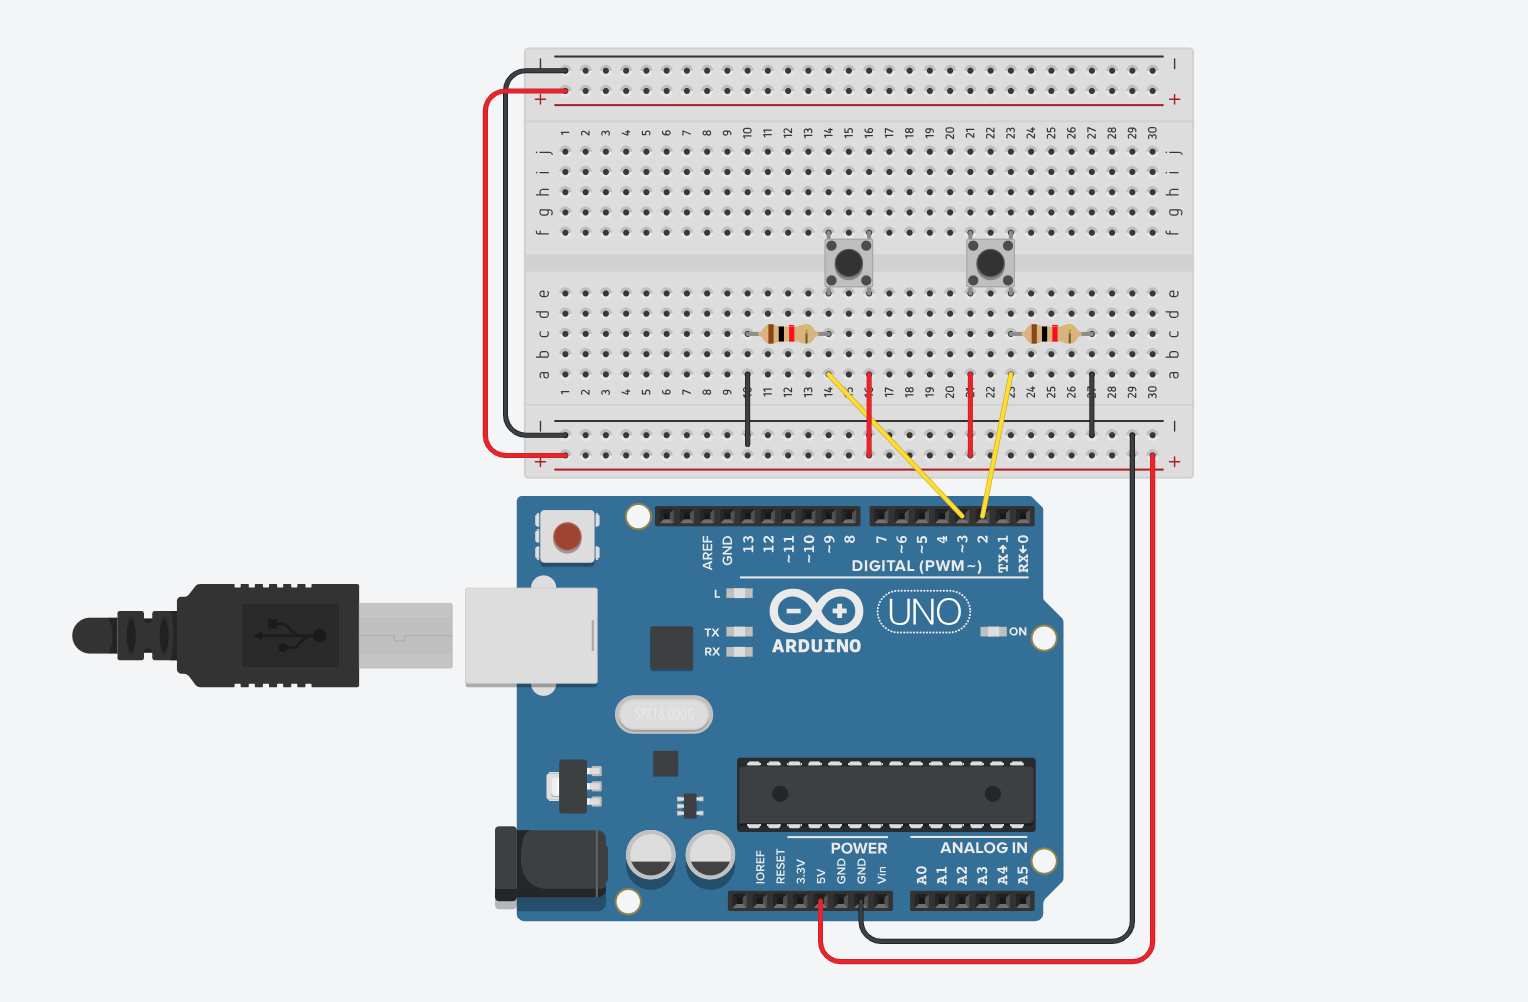 − −
+ +
1 2 3 4 5 6 7 8 9 10 11 12 13 14 15 16 17 18 19 20 21 22 23 24 25 26 27 28 29 30
j j
i i
h h
g g
f f
e e
d d
c c
b b
a a
1 2 3 4 5 6 7 8 9 10 11 12 13 14 15 16 17 18 19 20 21 22 23 24 25 26 27 28 29 30
− −
+ +
AREF GND 13 12 ~11 ~10 ~9 8 7 ~6 ~5 4 ~3 2 TX→1 RX←0
DIGITAL (PWM~)
L
UNO
TX
ON
RX
ARDUINO
SPK16.000G
POWER
ANALOG IN
IOREF RESET 3.3V 5V GND GND Vin A0 A1 A2 A3 A4 A5